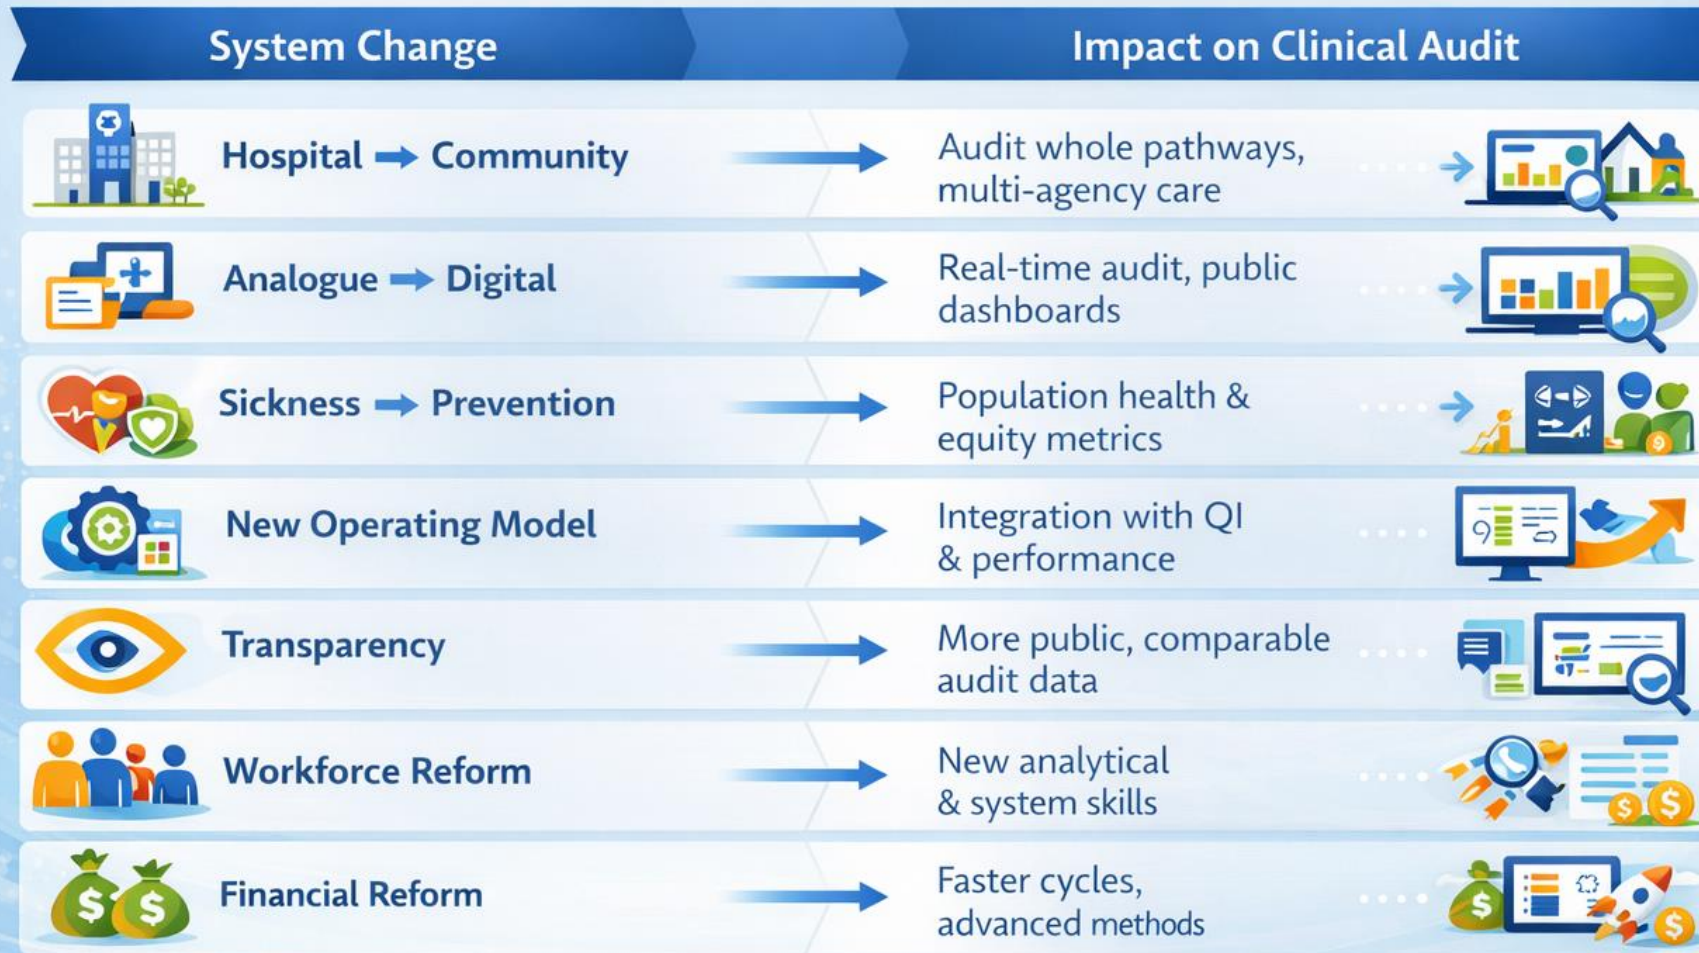 System Change
Impact on Clinical Audit
Hospital → Community
Audit whole pathways,
multi-agency care
Analogue → Digital
Real-time audit, public
dashboards
Sickness → Prevention
Population health &
equity metrics
New Operating Model
Integration with QI
& performance
Transparency
More public, comparable
audit data
Workforce Reform
New analytical
& system skills
$ $
Financial Reform
$ $
Faster cycles,
advanced methods
$ $